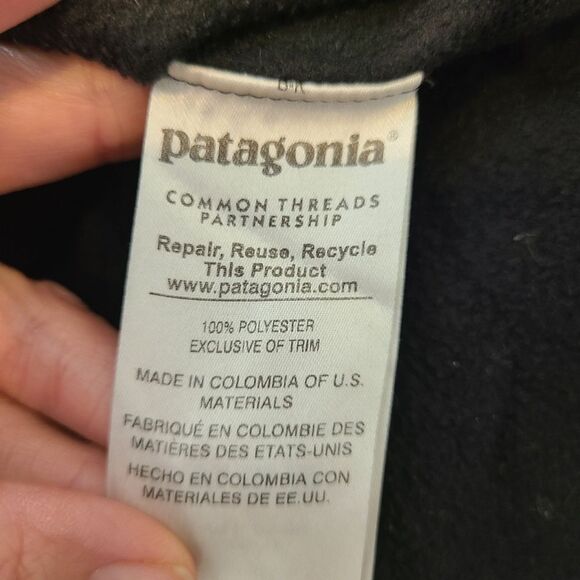 patagonia®
COMMON THREADS
PARTNERSHIP
Repair, Reuse, Recycle
This Product
www.patagonia.com
100% POLYESTER
EXCLUSIVE OF TRIM
MADE IN COLOMBIA OF U.S.
MATERIALS
FABRIQUÉ EN COLOMBIE DES
MATIÈRES DES ETATS-UNIS
HECHO EN COLOMBIA CON
MATERIALES DE EE.UU.